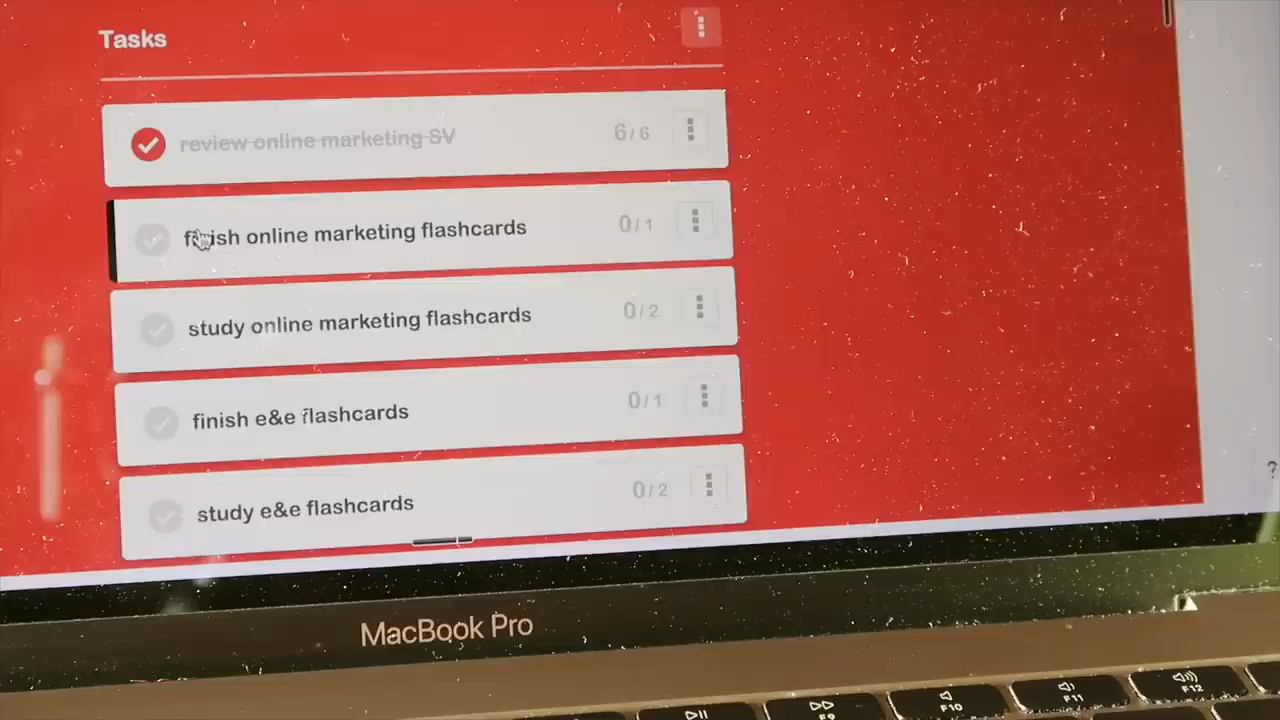 Tasks
review online marketing SV 6/6
finish online marketing flashcards 0/1
study online marketing flashcards 0/2
finish e&e flashcards 0/1
study e&e flashcards 0/2
?
MacBook Pro
F9
F10
F11
F12